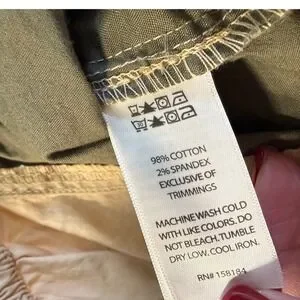 98% COTTON
2% SPANDEX
EXCLUSIVE OF
TRIMMINGS
MACHINE WASH COLD
WITH LIKE COLORS. DO
NOT BLEACH. TUMBLE
DRY LOW. COOL IRON.
RN# 158184